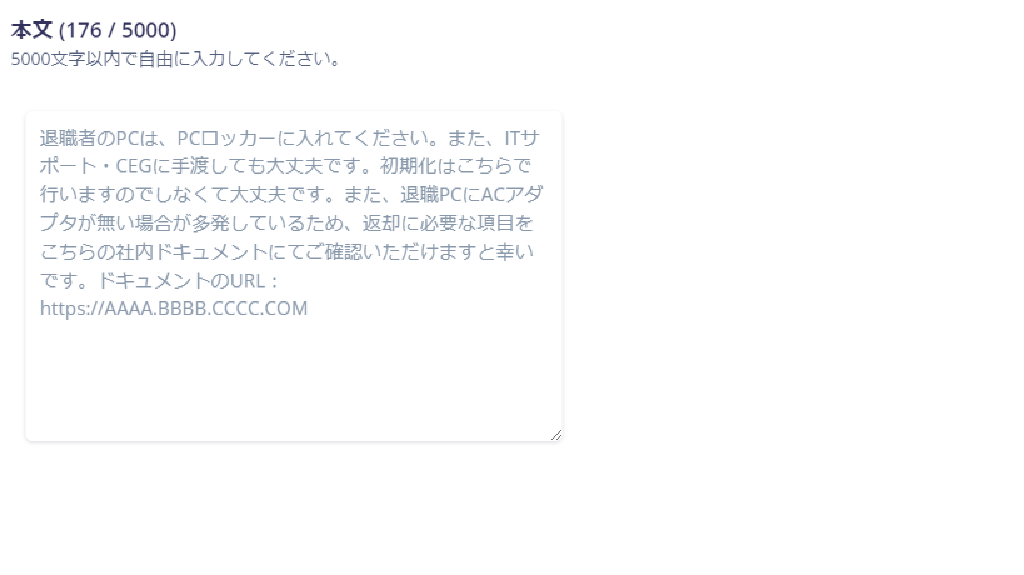 本文 (176 / 5000)
5000文字以内で自由に入力してください。
退職者のPCは、PCロッカーに入れてください。また、ITサ
ポート・CEGに手渡しても大丈夫です。初期化はこちらで
行いますのでしなくて大丈夫です。また、退職PCにACアダ
プタが無い場合が多発しているため、返却に必要な項目を
こちらの社内ドキュメントにてご確認いただけますと幸い
です。ドキュメントのURL：
https://AAAA.BBBB.CCCC.COM